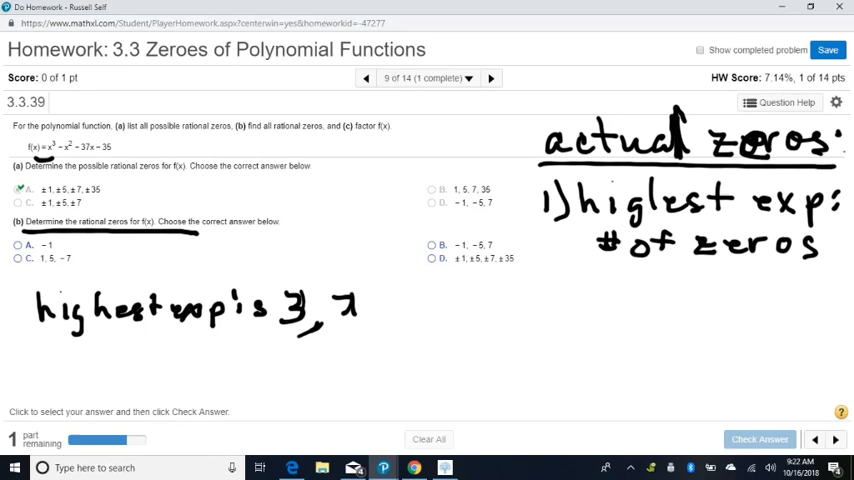 Do Homework - Russell Self
https://www.mathxl.com/Student/PlayerHomework.aspx?centerwin=yes&homeworkid=-47277
Homework: 3.3 Zeroes of Polynomial Functions
Show completed problem
Save
Score: 0 of 1 pt
9 of 14 (1 complete)
HW Score: 7.14%, 1 of 14 pts
3.3.39
Question Help
For the polynomial function, (a) list all possible rational zeros, (b) find all rational zeros, and (c) factor f(x).
f(x) = x³ − x² − 37x − 35
(a) Determine the possible rational zeros for f(x). Choose the correct answer below.
A. ± 1, ± 5, ± 7, ± 35
B. 1, 5, 7, 35
C. ± 1, ± 5, ± 7
D. − 1, − 5, 7
(b) Determine the rational zeros for f(x). Choose the correct answer below.
A. − 1
B. − 1, − 5, 7
C. 1, 5, − 7
D. ± 1, ± 5, ± 7, ± 35
actual zeros:
1) higlest exp:
# of zeros
highest exp is 3,
Click to select your answer and then click Check Answer.
1 part remaining
Clear All
Check Answer
Type here to search
9:22 AM
10/16/2018